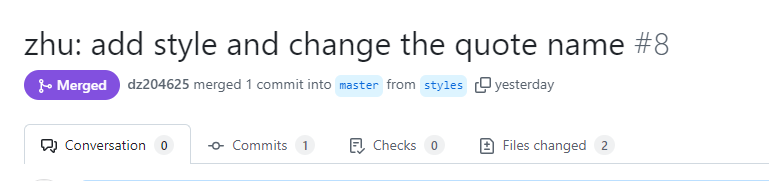 zhu: add style and change the quote name #8
Merged dz204625 merged 1 commit into master from styles yesterday
Conversation 0 Commits 1 Checks 0 Files changed 2